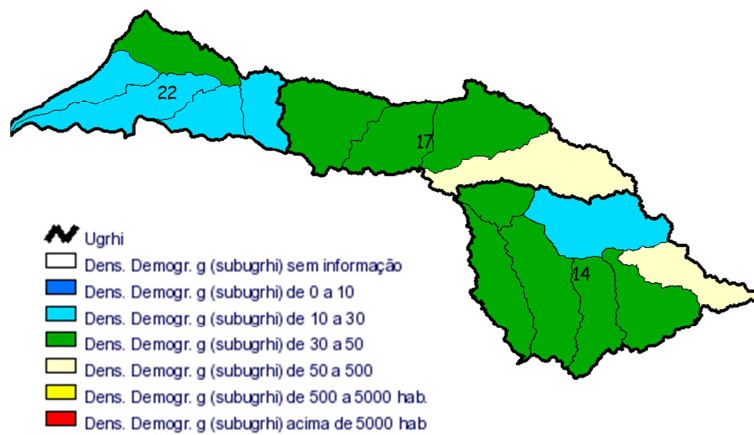 22
17
14
Ugrhi
Dens. Demogr. g (subugrhi) sem informação
Dens. Demogr. g (subugrhi) de 0 a 10
Dens. Demogr. g (subugrhi) de 10 a 30
Dens. Demogr. g (subugrhi) de 30 a 50
Dens. Demogr. g (subugrhi) de 50 a 500
Dens. Demogr. g (subugrhi) de 500 a 5000 hab.
Dens. Demogr. g (subugrhi) acima de 5000 hab